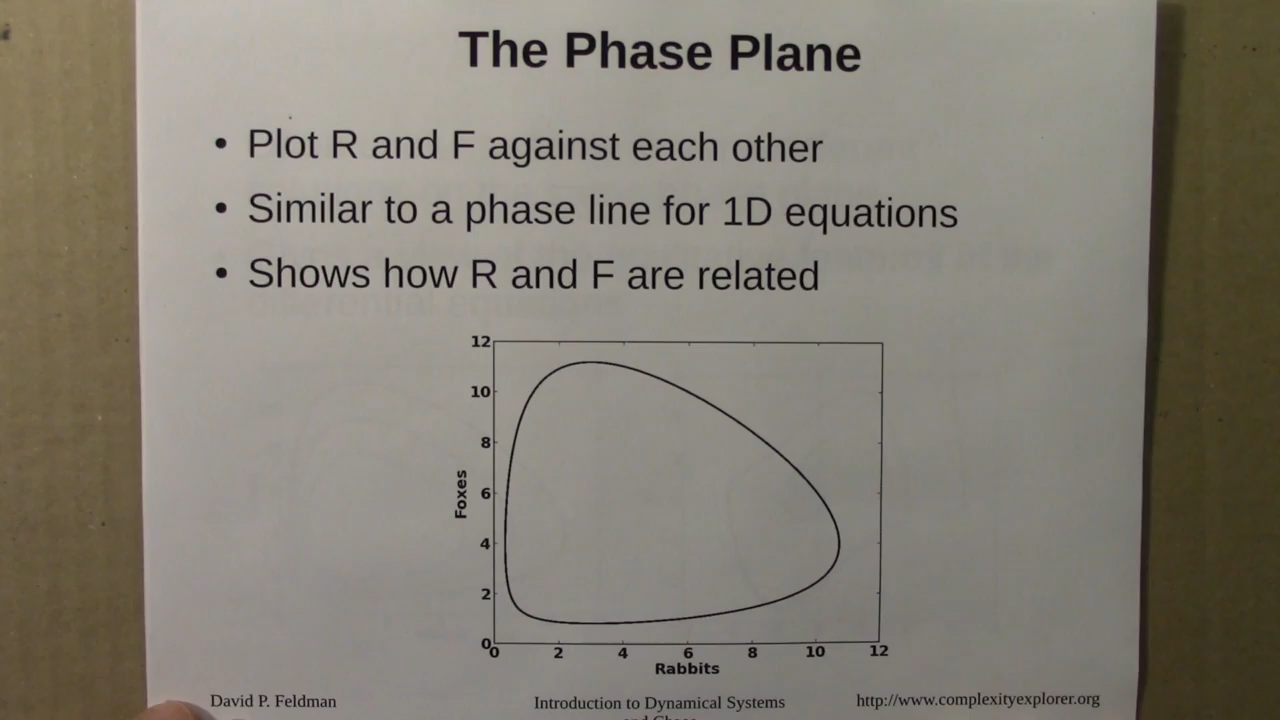 The Phase Plane
• Plot R and F against each other
• Similar to a phase line for 1D equations
• Shows how R and F are related
12
10
8
6
4
2
0
Foxes
0 2 4 6 8 10 12
Rabbits
David P. Feldman
Introduction to Dynamical Systems
and Chaos
http://www.complexityexplorer.org